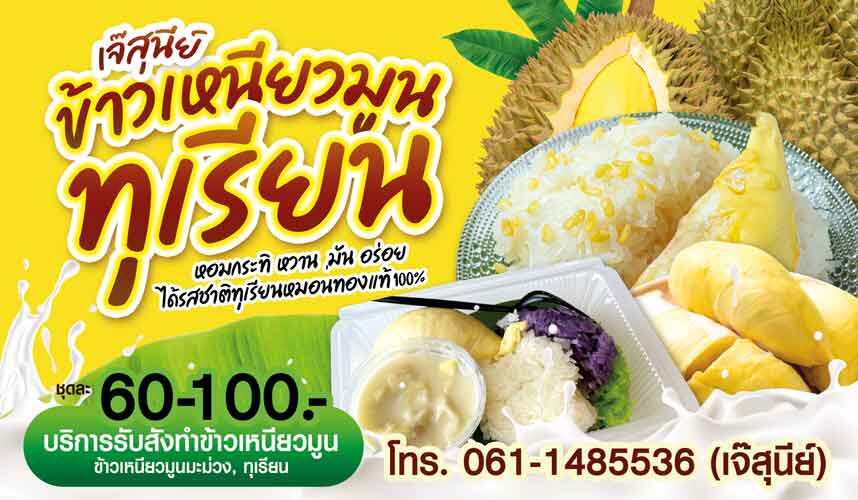 เจ๊สุนีย์
ข้าวเหนียวมูน
ทุเรียน
หอมกระทิ หวาน ,มัน อร่อย
ได้รสชาติทุเรียนหมอนทองแท้ 100%
ชุดละ 60-100.-
บริการรับสั่งทำข้าวเหนียวมูน
ข้าวเหนียวมูนมะม่วง, ทุเรียน
โทร. 061-1485536 (เจ๊สุนีย์)